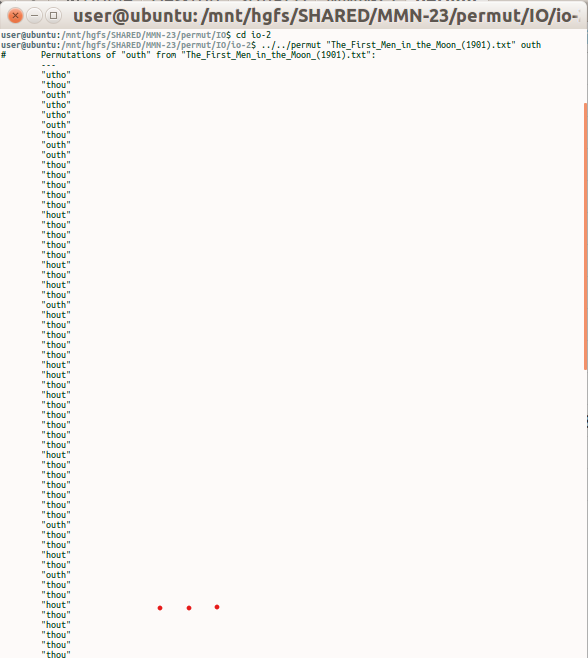 user@ubuntu: /mnt/hgfs/SHARED/MMN-23/permut/IO/io-
user@ubuntu:/mnt/hgfs/SHARED/MMN-23/permut/IO$ cd io-2
user@ubuntu:/mnt/hgfs/SHARED/MMN-23/permut/IO/io-2$ ../../permut "The_First_Men_in_the_Moon_(1901).txt" outh
# Permutations of "outh" from "The_First_Men_in_the_Moon_(1901).txt":
---
"utho"
"thou"
"outh"
"utho"
"utho"
"outh"
"thou"
"outh"
"outh"
"thou"
"thou"
"thou"
"thou"
"thou"
"hout"
"thou"
"thou"
"thou"
"thou"
"hout"
"thou"
"hout"
"thou"
"outh"
"hout"
"thou"
"thou"
"thou"
"thou"
"hout"
"hout"
"thou"
"hout"
"thou"
"thou"
"thou"
"thou"
"thou"
"hout"
"thou"
"thou"
"thou"
"thou"
"thou"
"thou"
"outh"
"thou"
"thou"
"hout"
"thou"
"outh"
"thou"
"thou"
"hout"
"thou"
"hout"
"thou"
"thou"
"thou"